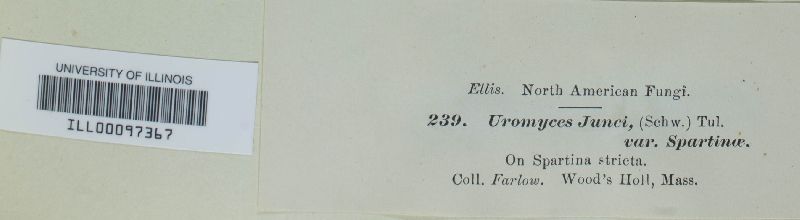 UNIVERSITY OF ILLINOIS
ILL00097367
Ellis. North American Fungi.
239. Uromyces Junci, (Schw.) Tul.
var. Spartinæ.
On Spartina stricta.
Coll. Farlow. Wood's Holl, Mass.